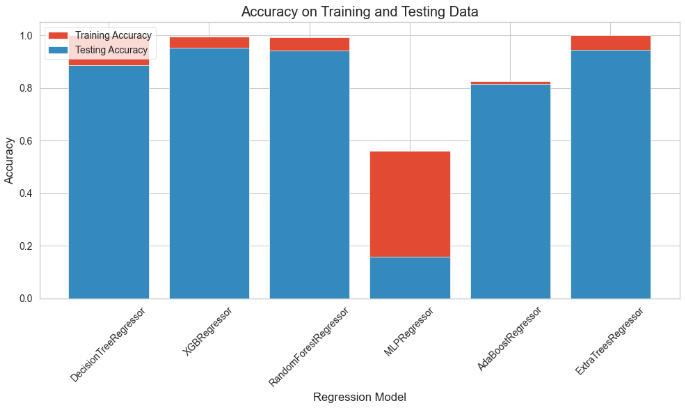 Accuracy on Training and Testing Data
Training Accuracy
Testing Accuracy
Accuracy
1.0
0.8
0.6
0.4
0.2
0.0
DecisionTreeRegressor
XGBRegressor
RandomForestRegressor
MLPRegressor
AdaBoostRegressor
ExtraTreesRegressor
Regression Model